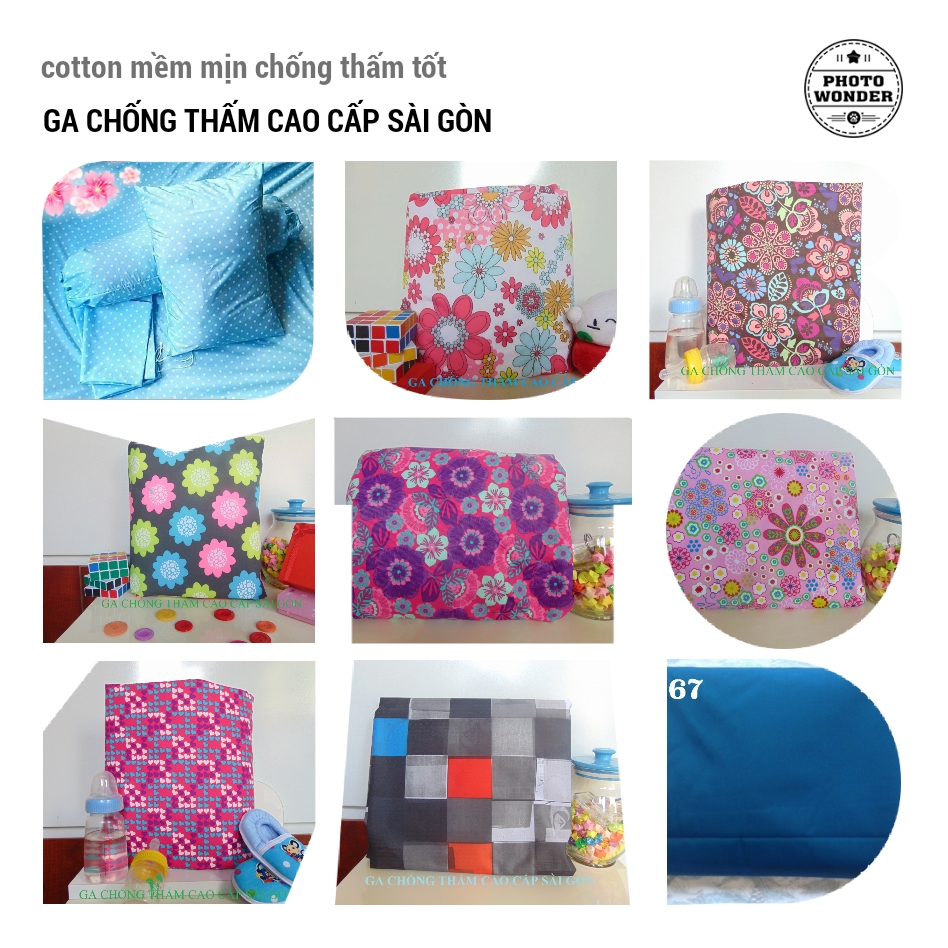 cotton mềm mịn chống thấm tốt
PHOTO
WONDER
GA CHỐNG THẤM CAO CẤP SÀI GÒN
GA CHỐNG THẤM CAO CẤ
GA CHỐNG THẤM CAO CẤP SÀI GÒN
GA CHỐNG THẤM CAO CẤP SÀI GÒN
67
GA CHỐNG THẤM CAO CẤP SÀI GÒN
GA CHỐNG THẤM CAO CẤP SÀI GÒN